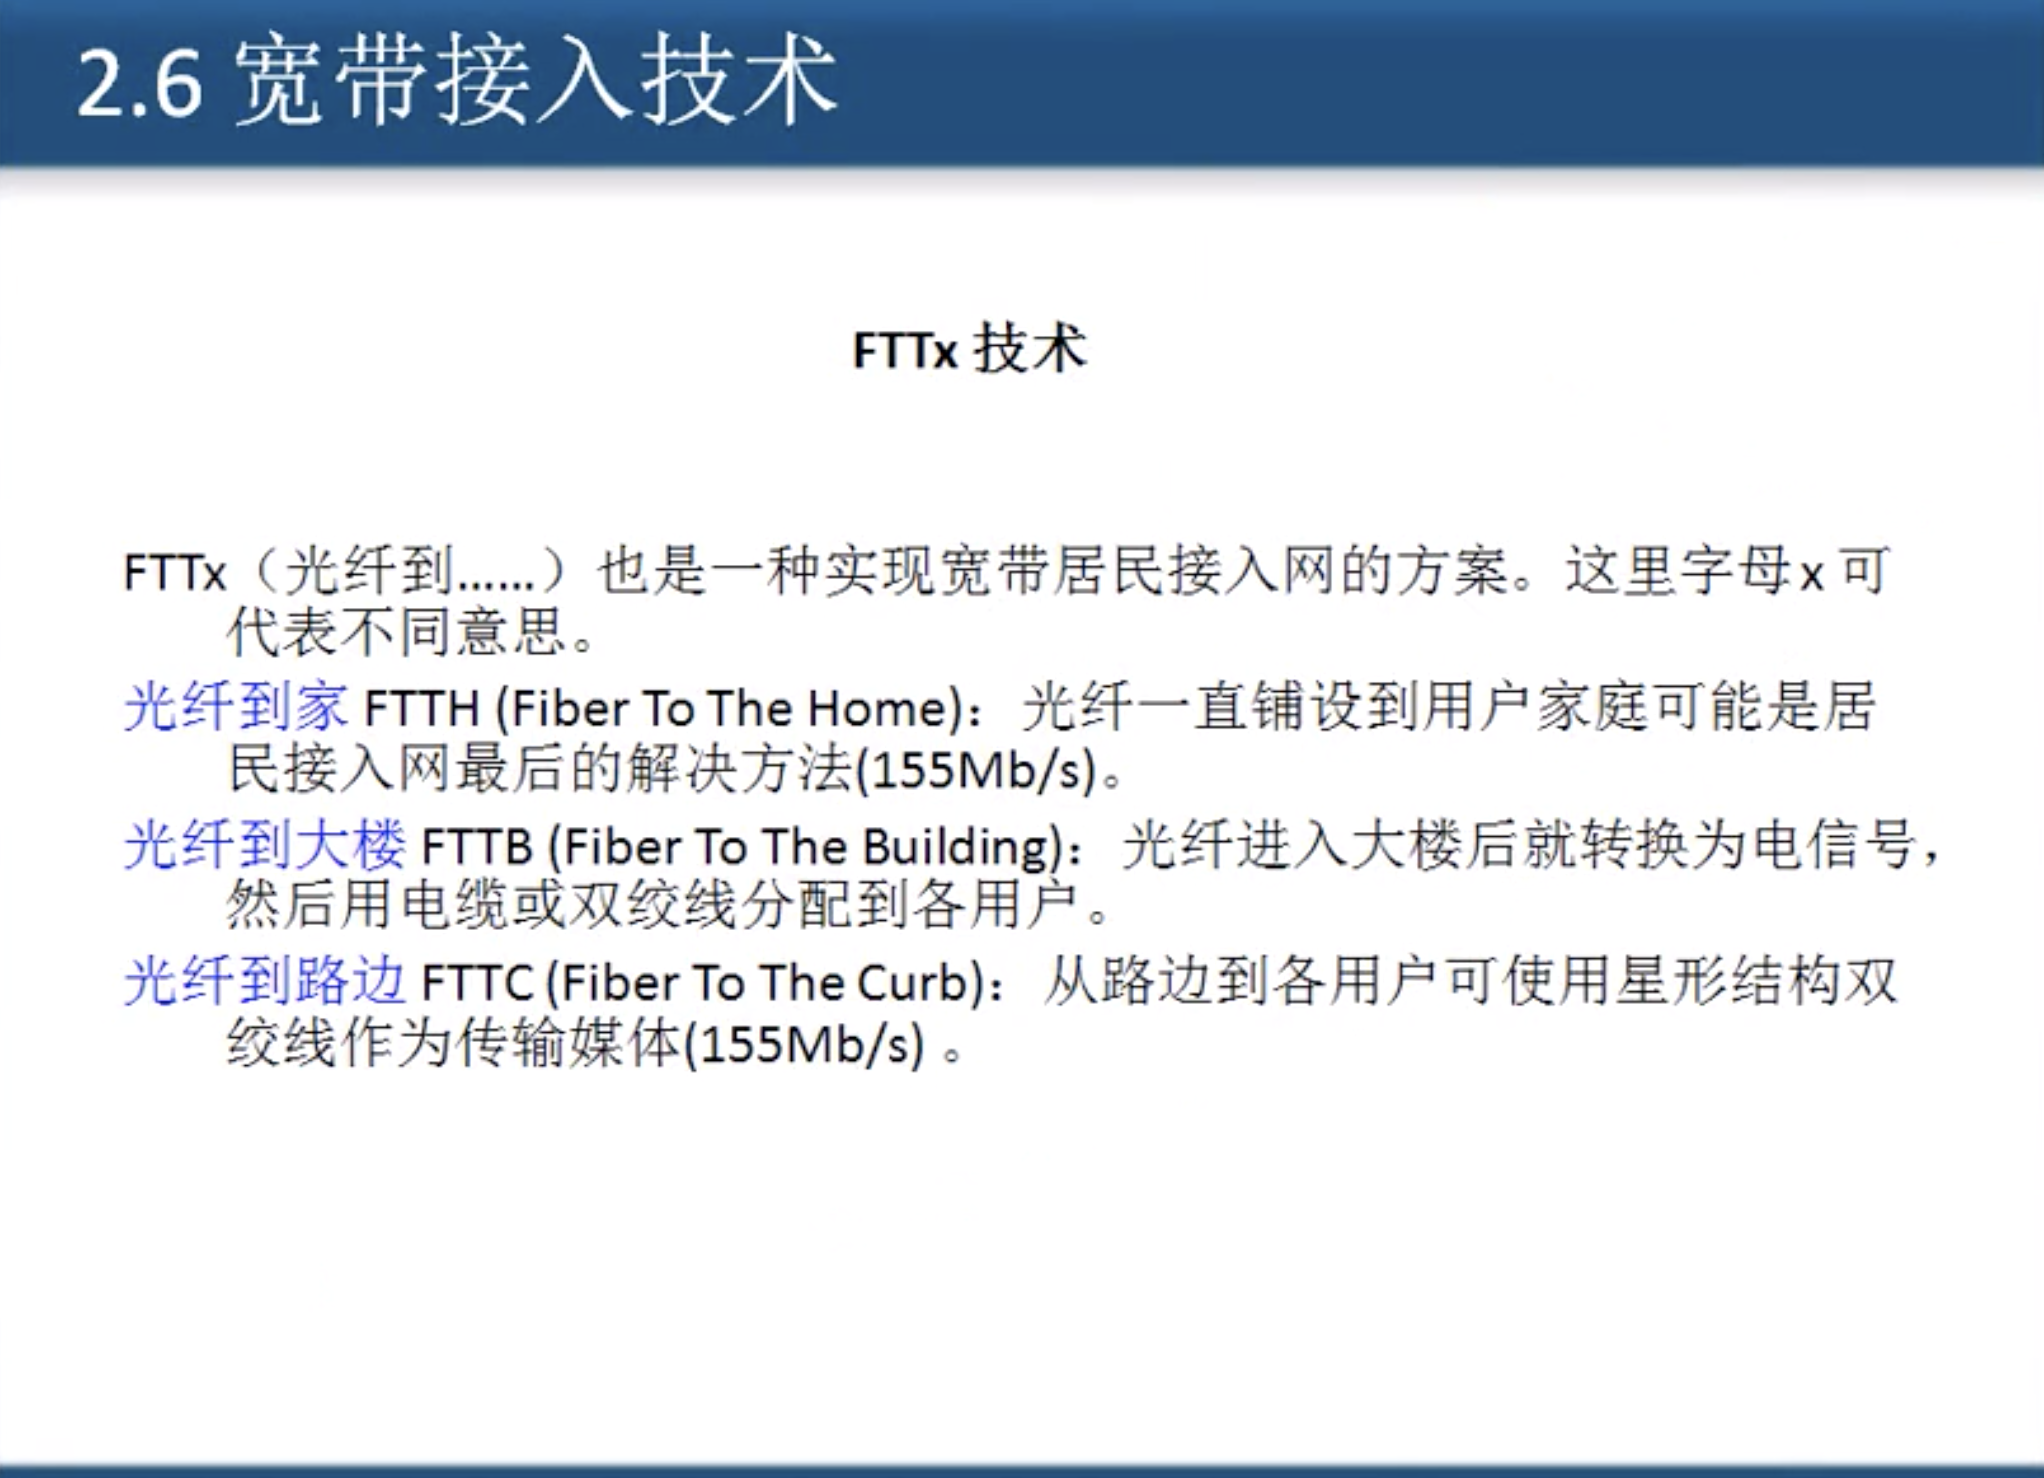 2.6 宽带接入技术
FTTx 技术
FTTx（光纤到……）也是一种实现宽带居民接入网的方案。这里字母 x 可
代表不同意思。
光纤到家 FTTH (Fiber To The Home)：光纤一直铺设到用户家庭可能是居
民接入网最后的解决方法(155Mb/s)。
光纤到大楼 FTTB (Fiber To The Building)：光纤进入大楼后就转换为电信号，
然后用电缆或双绞线分配到各用户。
光纤到路边 FTTC (Fiber To The Curb)：从路边到各用户可使用星形结构双
绞线作为传输媒体(155Mb/s) 。